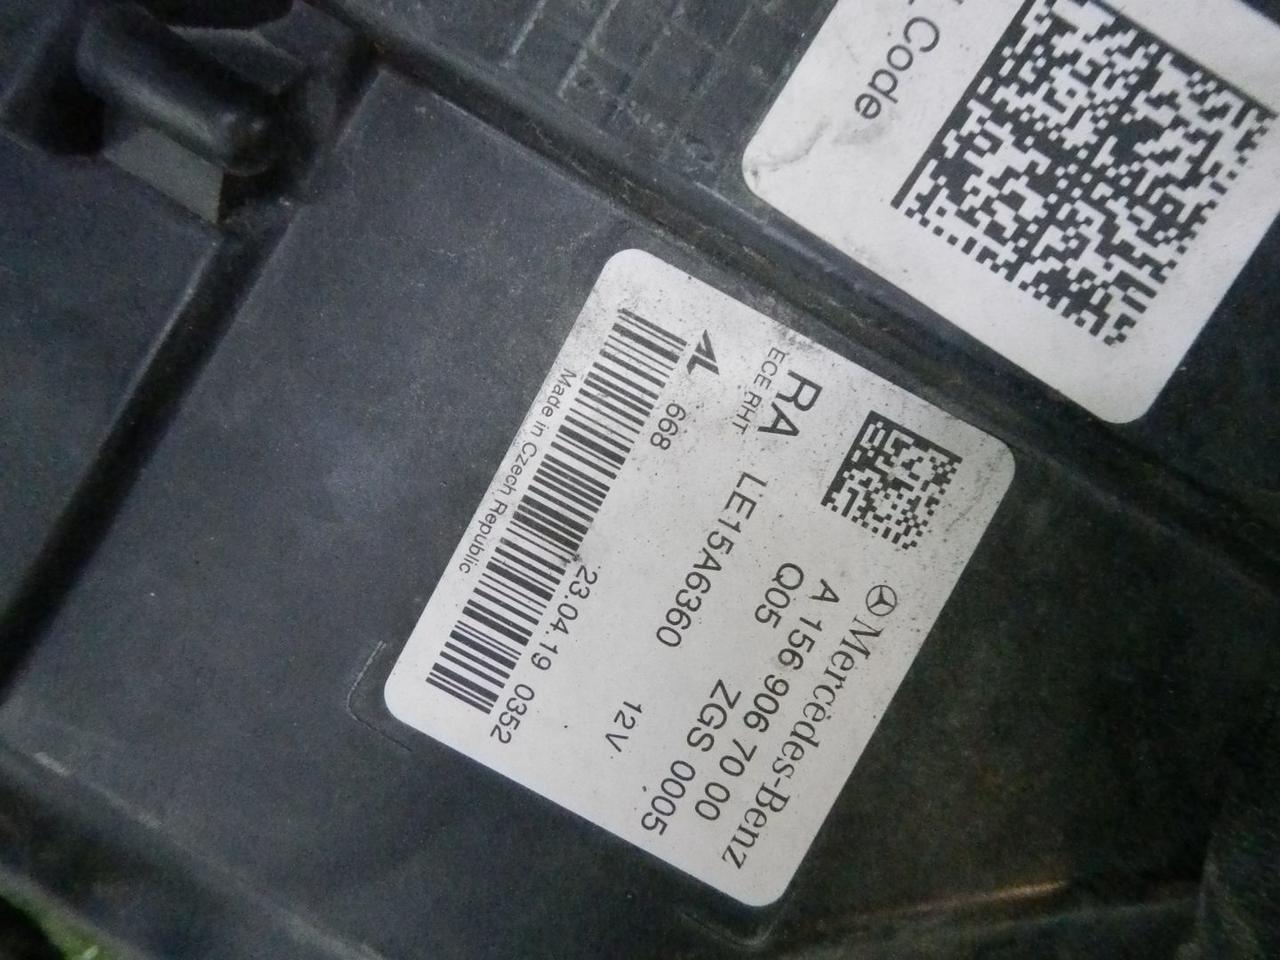 Code
Mercedes-Benz
A 156 906 70 00
Q05 ZGS 0005
RA LE15A6360
ECE RHT
12V
668 23.04.19 0352
Made in Czech Republic